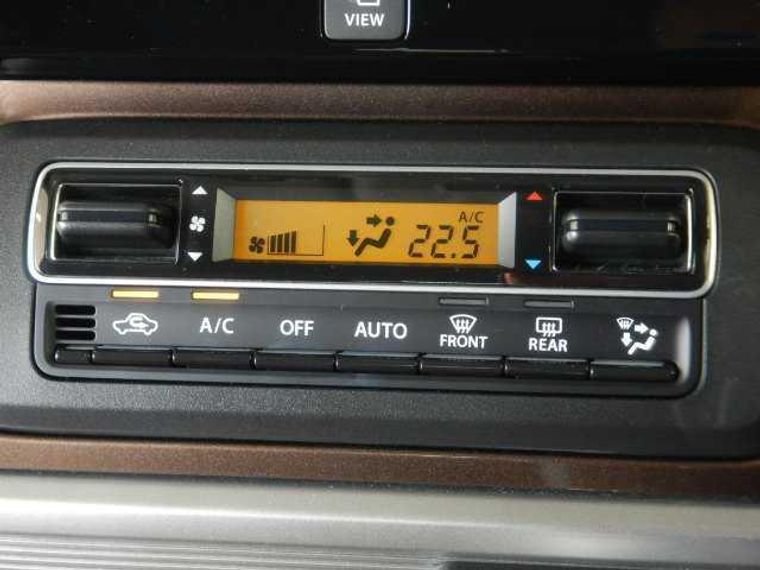 VIEW
A/C
22.5
A/C OFF AUTO FRONT REAR